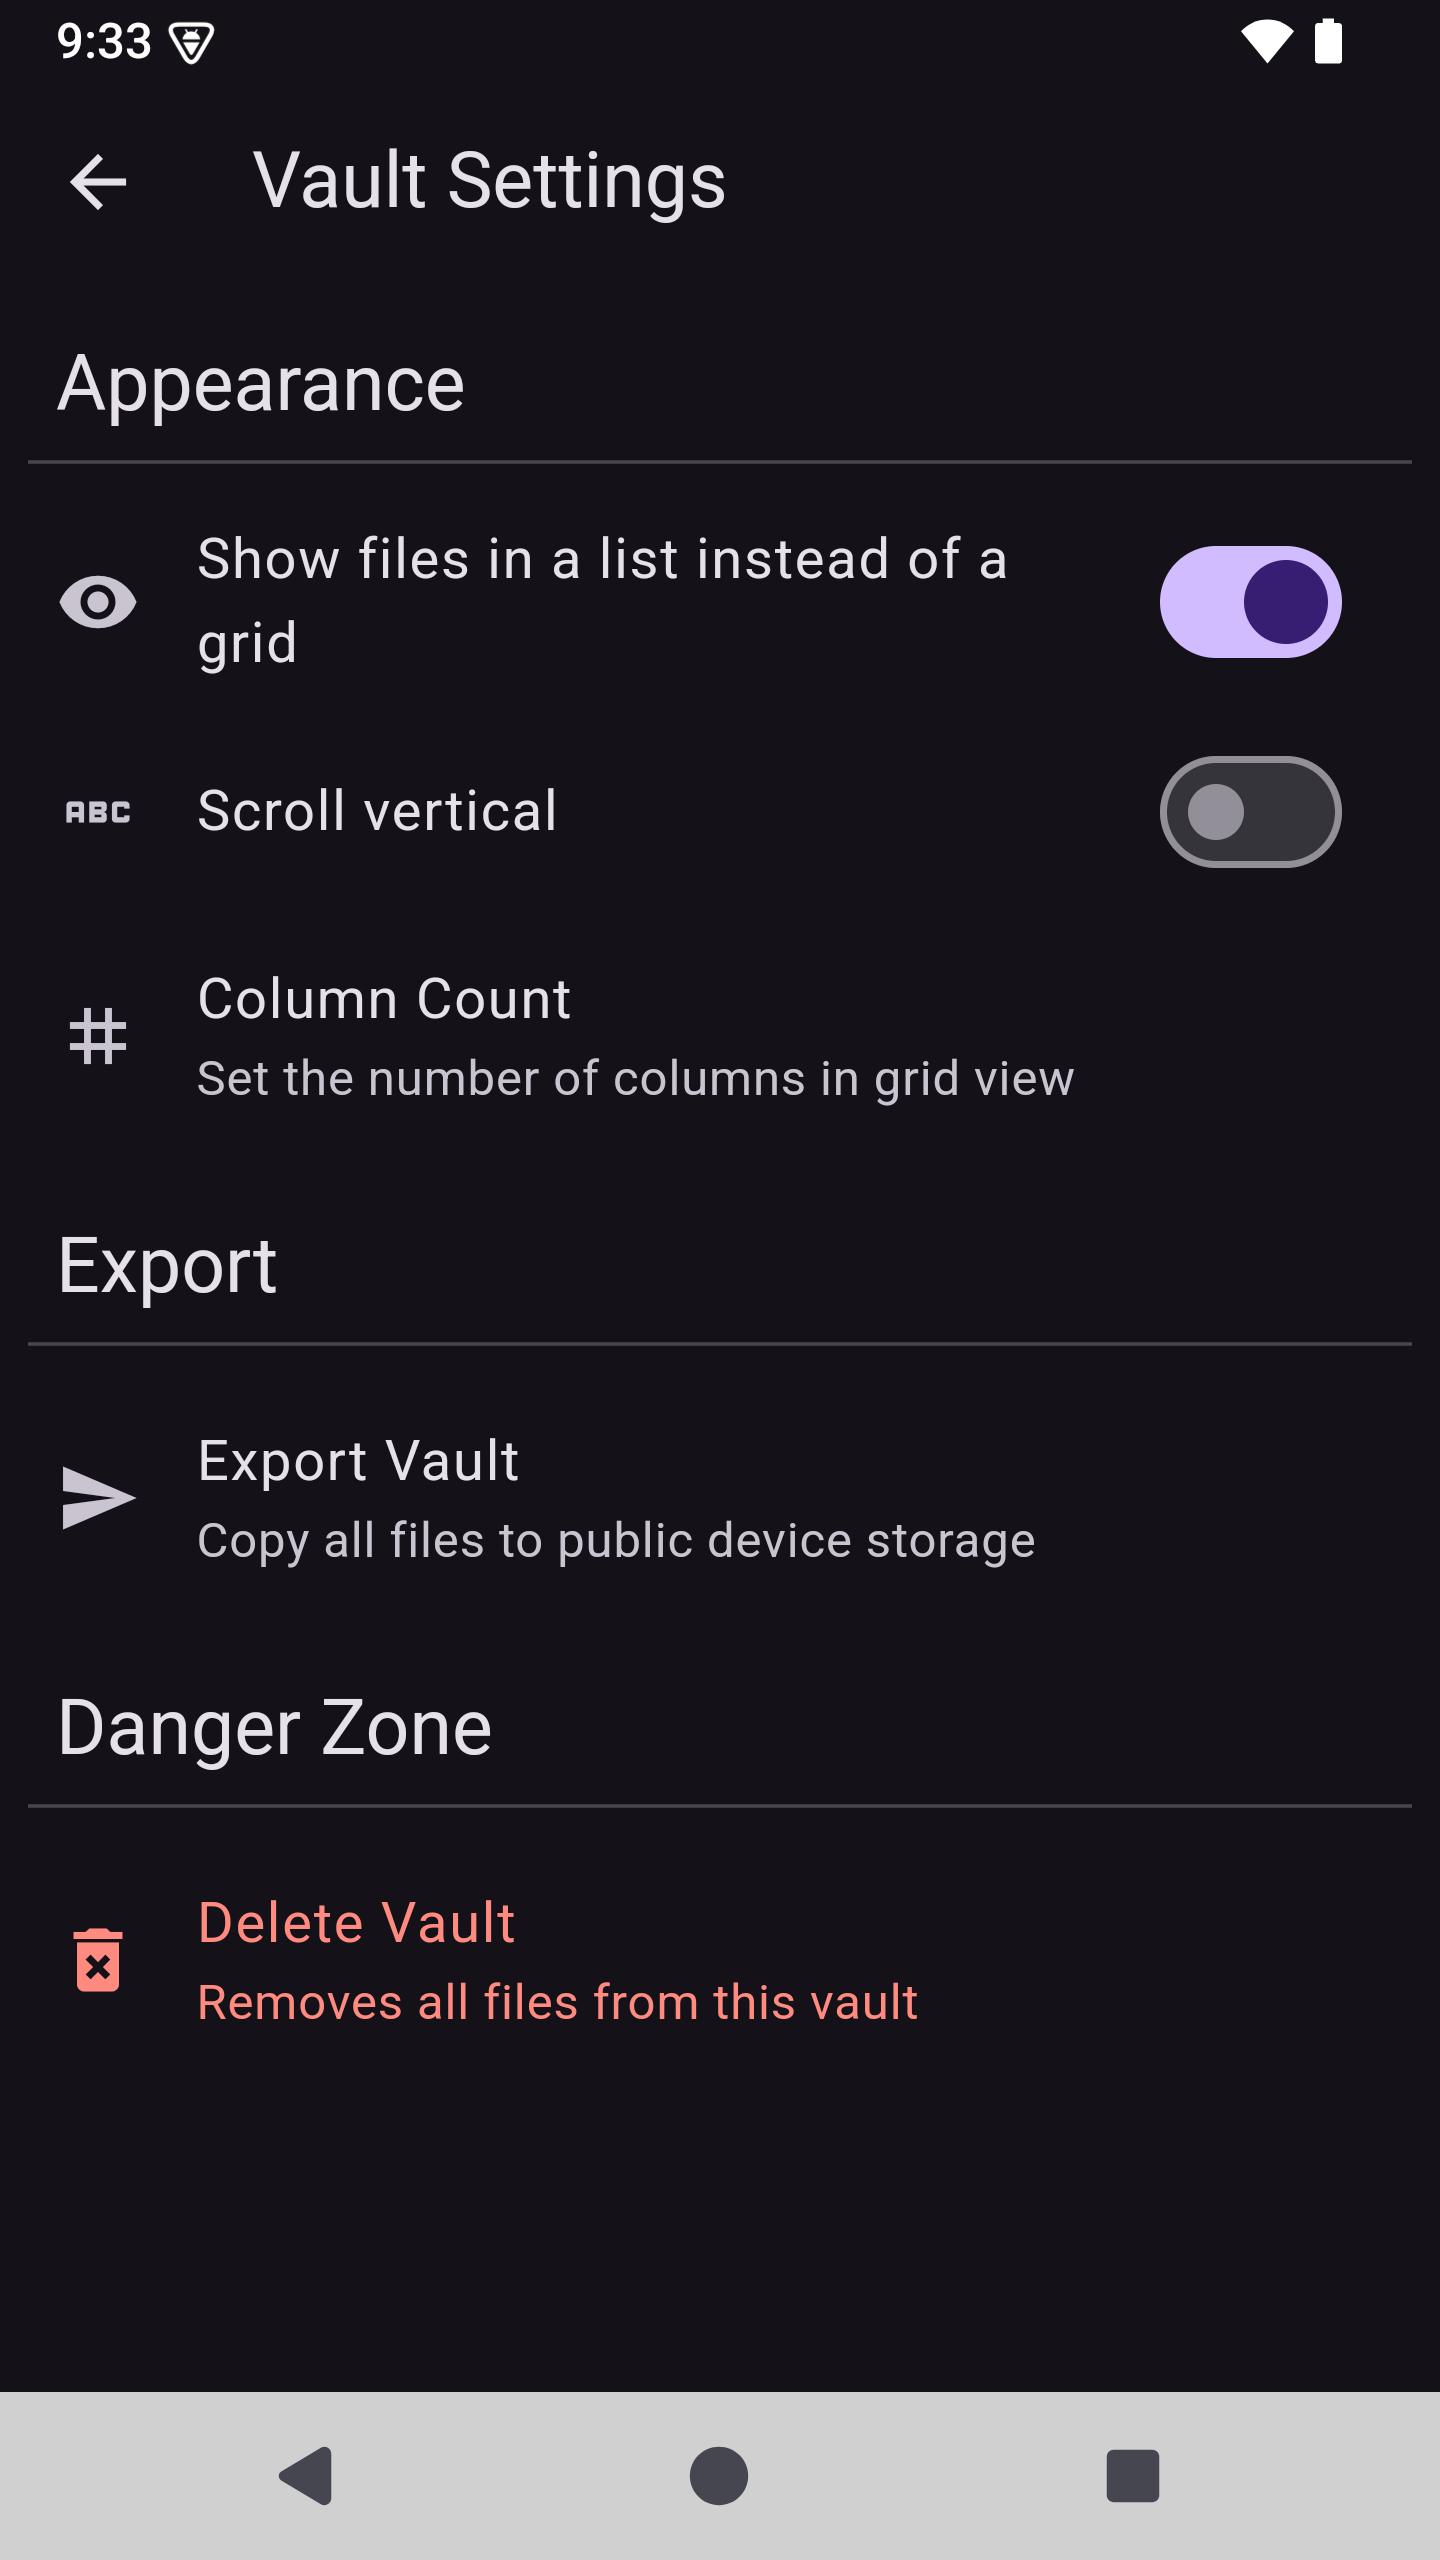 9:33
Vault Settings
Appearance
Show files in a list instead of a
grid
ABC
Scroll vertical
Column Count
Set the number of columns in grid view
Export
Export Vault
Copy all files to public device storage
Danger Zone
Delete Vault
Removes all files from this vault